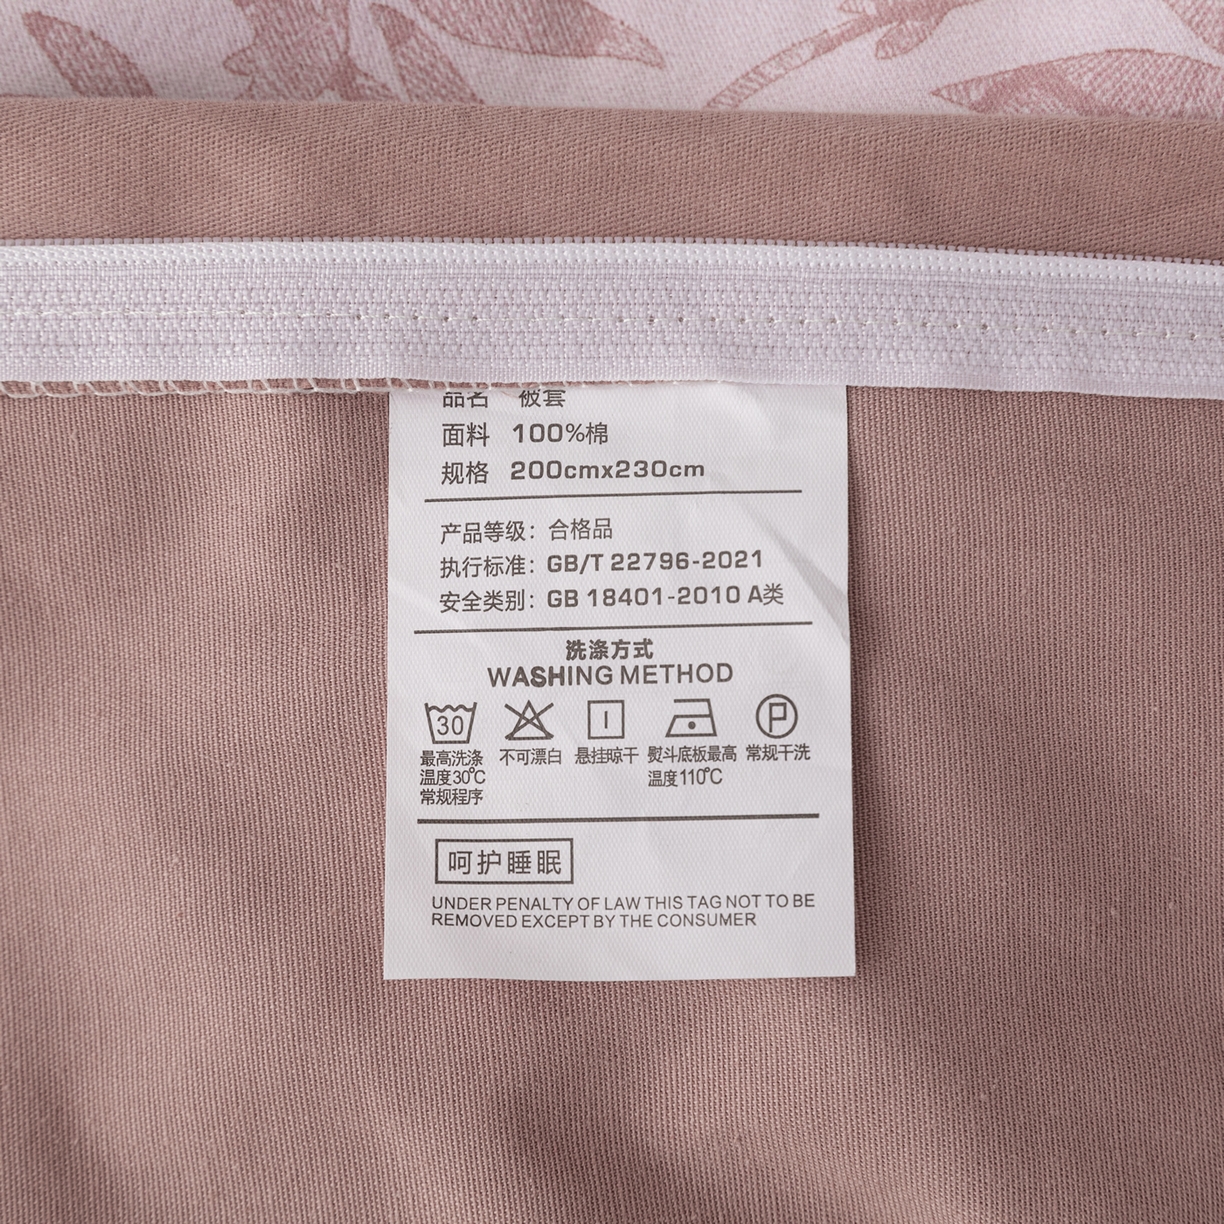 品名 被套
面料 100%棉
规格 200cmx230cm
产品等级：合格品
执行标准：GB/T 22796-2021
安全类别：GB 18401-2010 A类
洗涤方式
WASHING METHOD
30
P
最高洗涤温度30℃常规程序
不可漂白
悬挂晾干
熨斗底板最高温度110℃
常规干洗
呵护睡眠
UNDER PENALTY OF LAW THIS TAG NOT TO BE
REMOVED EXCEPT BY THE CONSUMER